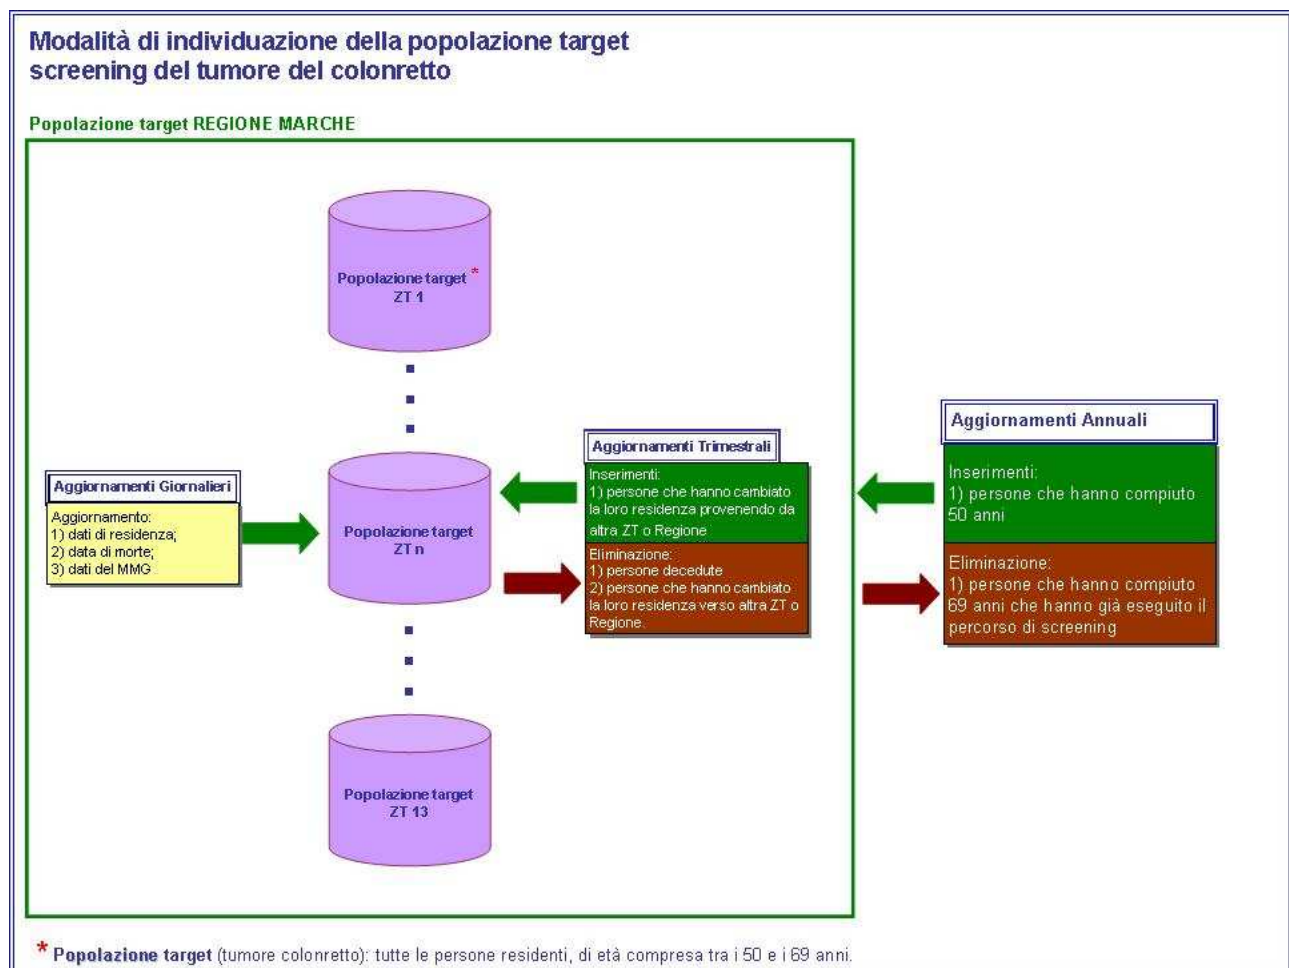 Modalità di individuazione della popolazione target
screening del tumore del colonretto
Popolazione target REGIONE MARCHE
Popolazione target *
ZT 1
Aggiornamenti Giornalieri
Aggiornamento:
1) dati di residenza;
2) data di morte;
3) dati del MMG
Popolazione target
ZT n
Aggiornamenti Trimestrali
Inserimenti:
1) persone che hanno cambiato
la loro residenza provenendo da
altra ZT o Regione
Eliminazione:
1) persone decedute
2) persone che hanno cambiato
la loro residenza verso altra ZT o
Regione.
Aggiornamenti Annuali
Inserimenti:
1) persone che hanno compiuto
50 anni
Eliminazione:
1) persone che hanno compiuto
69 anni che hanno già eseguito il
percorso di screening
Popolazione target
ZT 13
* Popolazione target (tumore colonretto): tutte le persone residenti, di età compresa tra i 50 e i 69 anni.